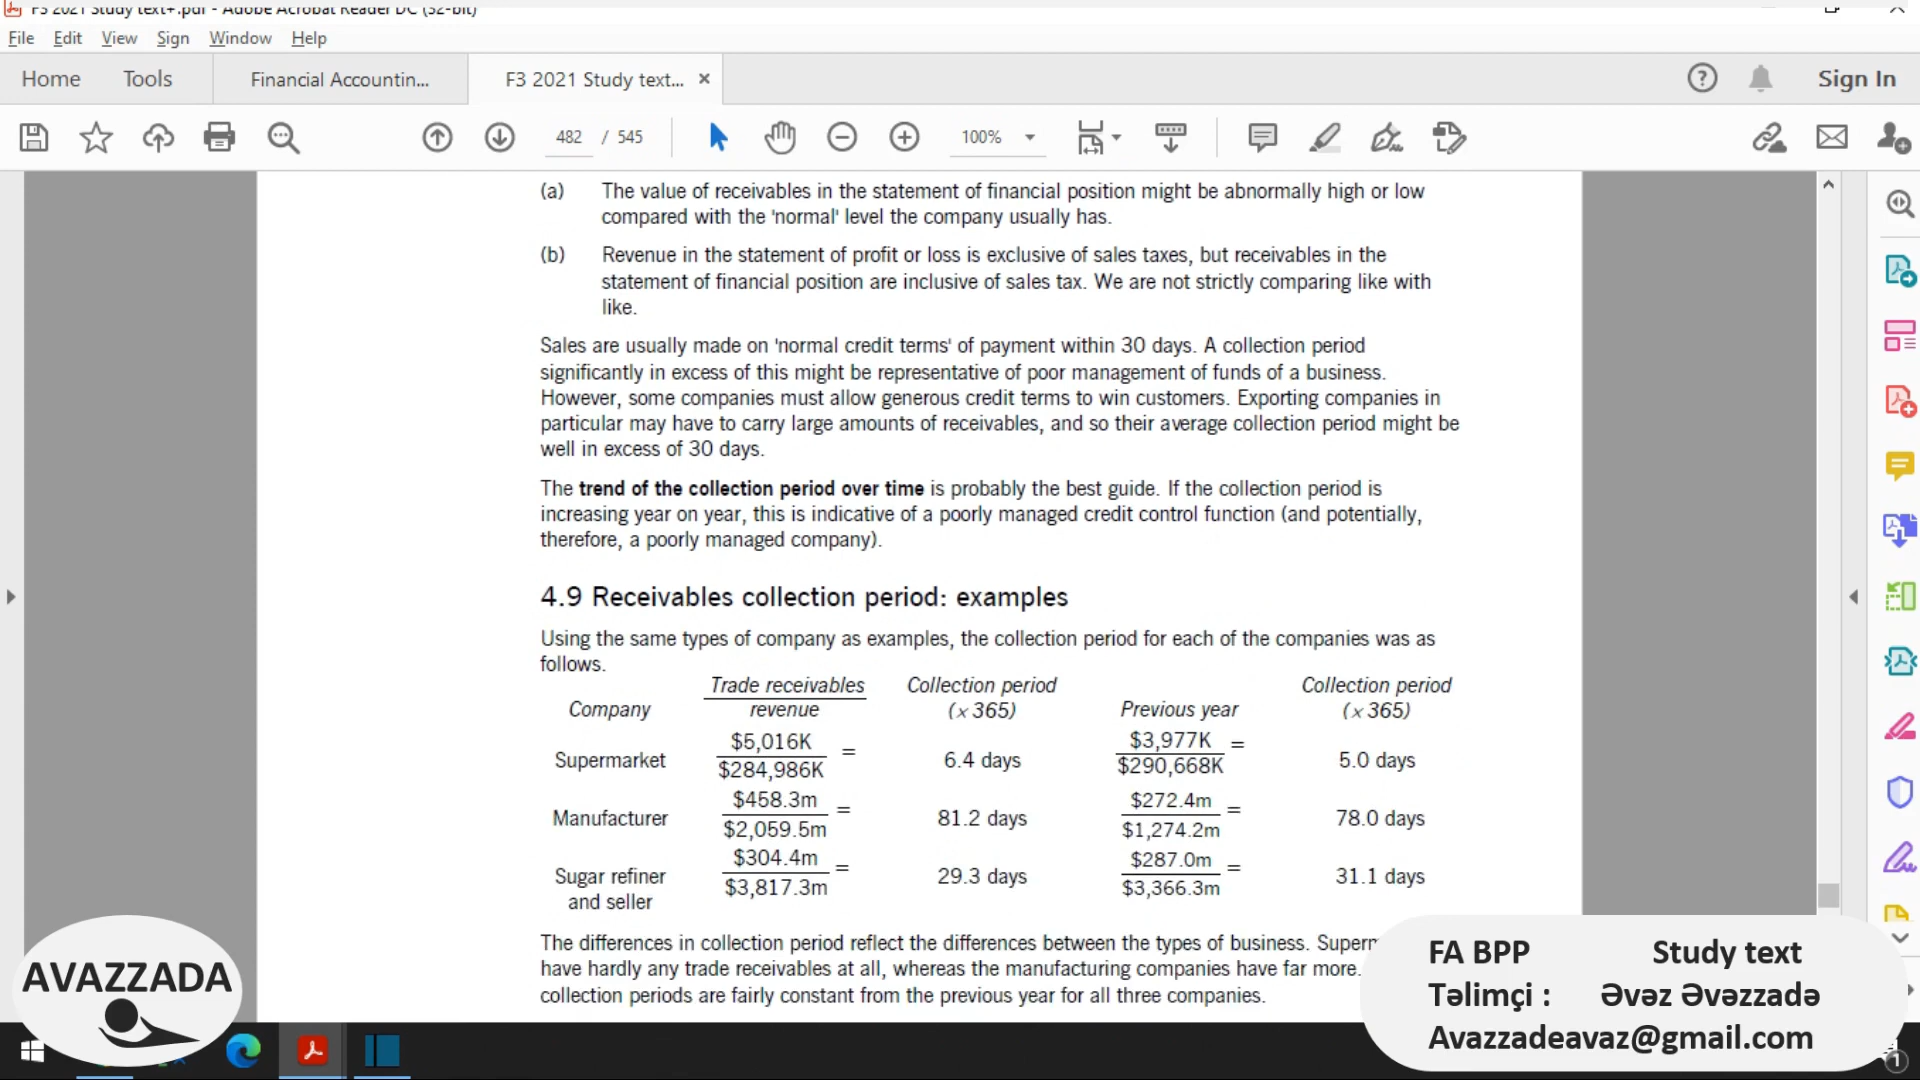 F3 2021 Study text+.pdf - Adobe Acrobat Reader DC (32-bit)
File Edit View Sign Window Help
Home Tools Financial Accountin... F3 2021 Study text... × Sign In
482 / 545 100%
(a) The value of receivables in the statement of financial position might be abnormally high or low
compared with the 'normal' level the company usually has.
(b) Revenue in the statement of profit or loss is exclusive of sales taxes, but receivables in the
statement of financial position are inclusive of sales tax. We are not strictly comparing like with
like.
Sales are usually made on 'normal credit terms' of payment within 30 days. A collection period
significantly in excess of this might be representative of poor management of funds of a business.
However, some companies must allow generous credit terms to win customers. Exporting companies in
particular may have to carry large amounts of receivables, and so their average collection period might be
well in excess of 30 days.
The trend of the collection period over time is probably the best guide. If the collection period is
increasing year on year, this is indicative of a poorly managed credit control function (and potentially,
therefore, a poorly managed company).
4.9 Receivables collection period: examples
Using the same types of company as examples, the collection period for each of the companies was as
follows.
Trade receivables Collection period Collection period
Company revenue (× 365) Previous year (× 365)
$5,016K $3,977K
Supermarket = 6.4 days = 5.0 days
$284,986K $290,668K
$458.3m $272.4m
Manufacturer = 81.2 days = 78.0 days
$2,059.5m $1,274.2m
$304.4m $287.0m
Sugar refiner = 29.3 days = 31.1 days
$3,817.3m $3,366.3m
and seller
The differences in collection period reflect the differences between the types of business.
have hardly any trade receivables at all, whereas the manufacturing companies have far more.
collection periods are fairly constant from the previous year for all three companies.
AVAZZADA
FA BPP Study text
Təlimçi : Əvəz Əvəzzadə
Avazzadeavaz@gmail.com
1